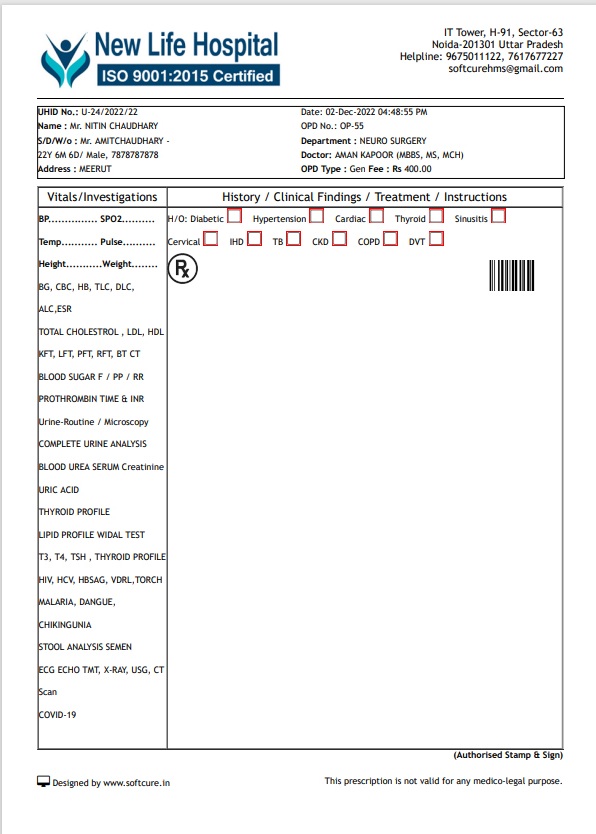 New Life Hospital
ISO 9001:2015 Certified
IT Tower, H-91, Sector-63
Noida-201301 Uttar Pradesh
Helpline: 9675011122, 7617677227
softcurehms@gmail.com
UHID No.: U-24/2022/22
Date: 02-Dec-2022 04:48:55 PM
Name : Mr. NITIN CHAUDHARY
OPD No.: OP-55
S/D/W/o : Mr. AMITCHAUDHARY -
Department : NEURO SURGERY
22Y 6M 6D/ Male, 7878787878
Doctor: AMAN KAPOOR (MBBS, MS, MCH)
Address : MEERUT
OPD Type : Gen Fee : Rs 400.00
Vitals/Investigations
History / Clinical Findings / Treatment / Instructions
BP............... SPO2..........
H/O: Diabetic Hypertension Cardiac Thyroid Sinusitis
Temp........... Pulse..........
Cervical IHD TB CKD COPD DVT
Height...........Weight........
Rx
BG, CBC, HB, TLC, DLC,
ALC,ESR
TOTAL CHOLESTROL , LDL, HDL
KFT, LFT, PFT, RFT, BT CT
BLOOD SUGAR F / PP / RR
PROTHROMBIN TIME & INR
Urine-Routine / Microscopy
COMPLETE URINE ANALYSIS
BLOOD UREA SERUM Creatinine
URIC ACID
THYROID PROFILE
LIPID PROFILE WIDAL TEST
T3, T4, TSH , THYROID PROFILE
HIV, HCV, HBSAG, VDRL,TORCH
MALARIA, DANGUE,
CHIKINGUNIA
STOOL ANALYSIS SEMEN
ECG ECHO TMT, X-RAY, USG, CT
Scan
COVID-19
(Authorised Stamp & Sign)
Designed by www.softcure.in
This prescription is not valid for any medico-legal purpose.